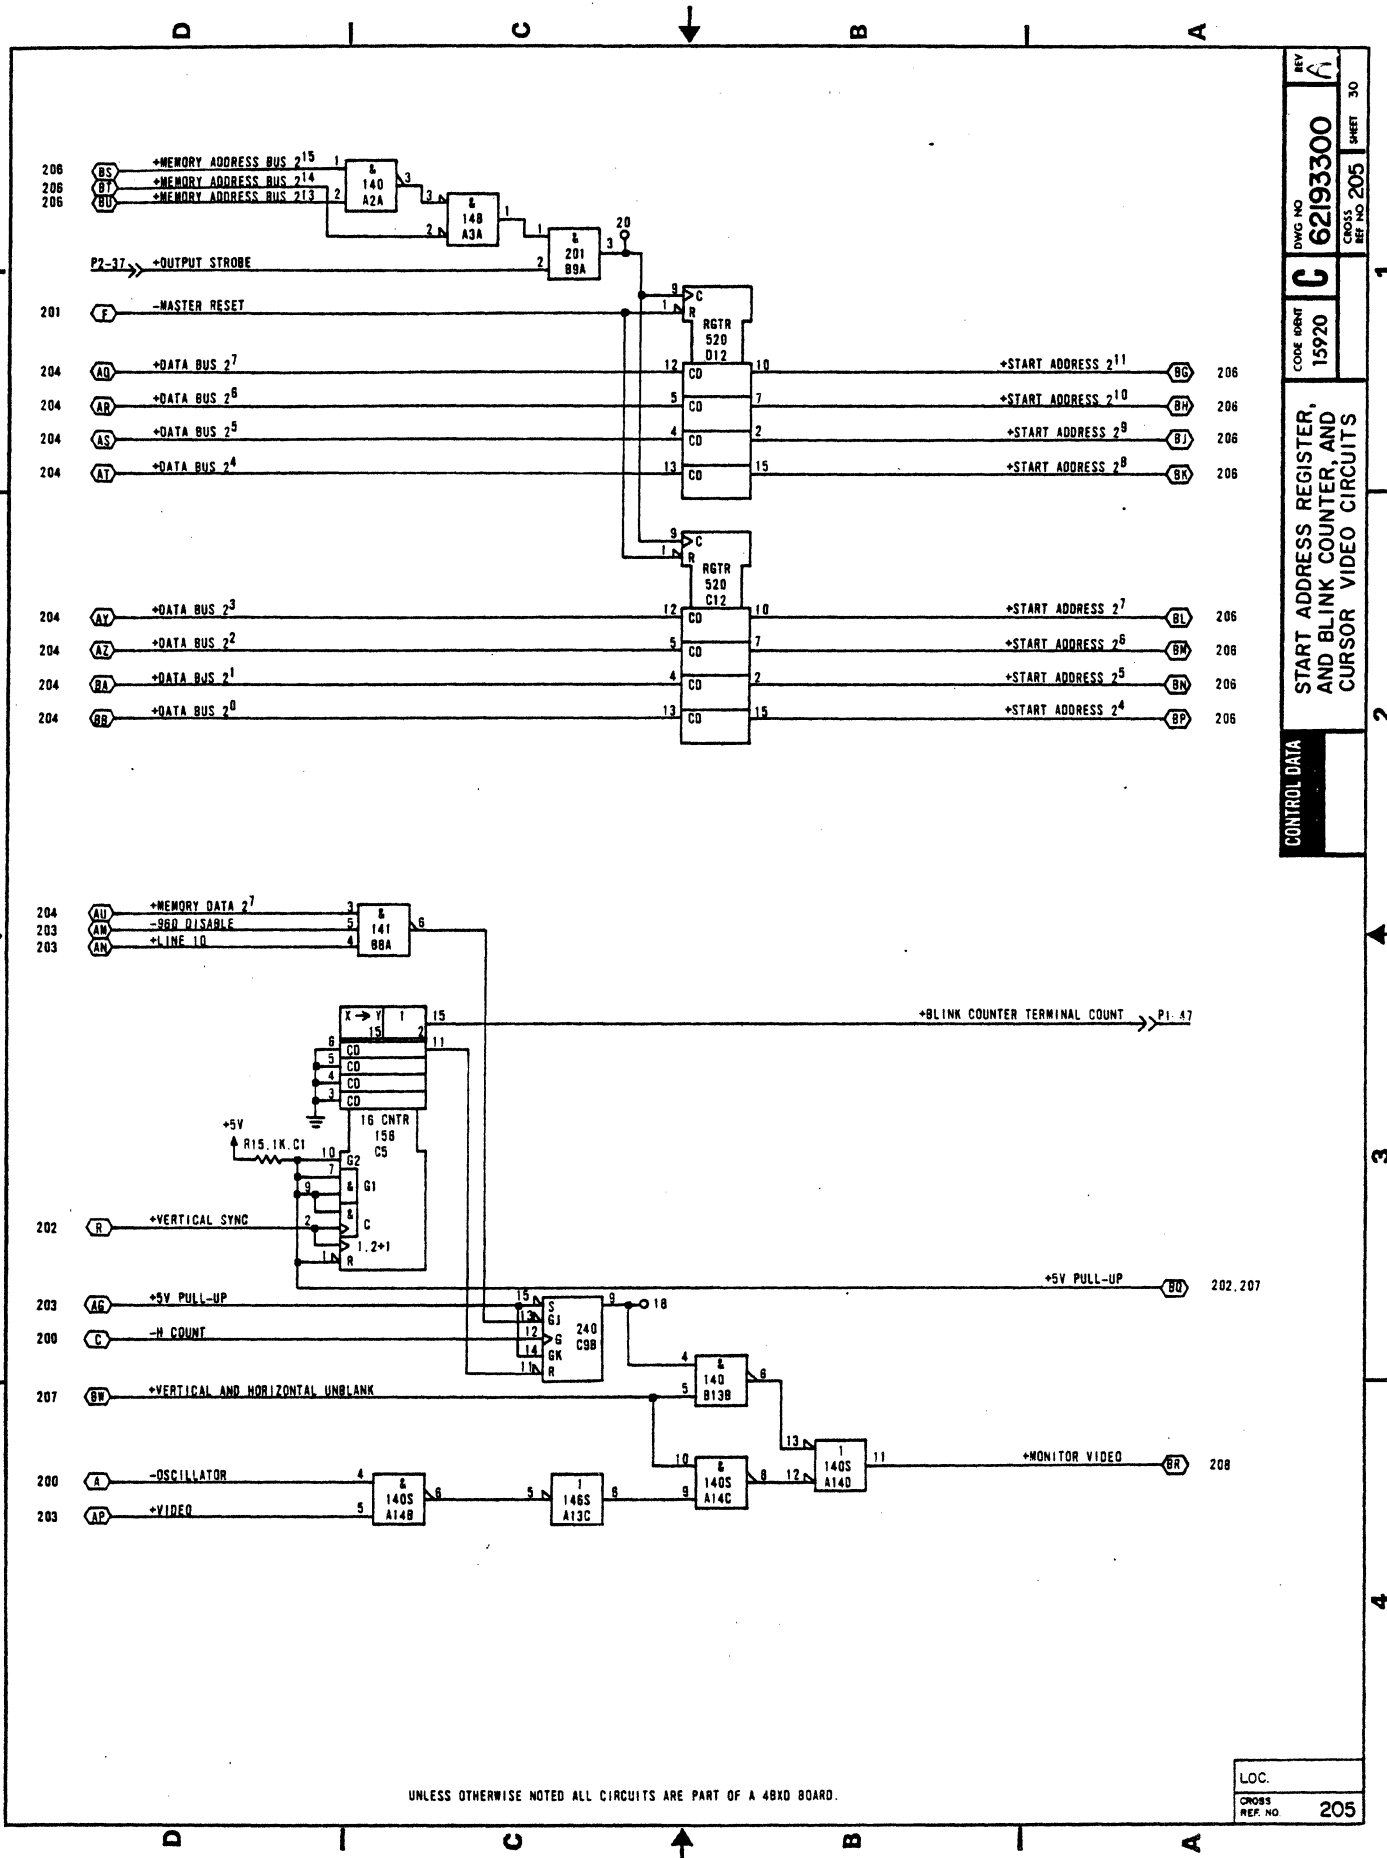 D C B A
206 BS +MEMORY ADDRESS BUS 2^15 1 & 140 A2A 3
206 BT +MEMORY ADDRESS BUS 2^14
206 BU +MEMORY ADDRESS BUS 2^13 2
3 2 & 148 A3A 1
1 2 & 201 B9A 3 20
P2-37 +OUTPUT STROBE
201 F -MASTER RESET
9 C
1 R
RGTR
520
D12
204 AQ +DATA BUS 2^7 12 CD 10 +START ADDRESS 2^11 BG 206
204 AR +DATA BUS 2^6 5 CD 7 +START ADDRESS 2^10 BH 206
204 AS +DATA BUS 2^5 4 CD 2 +START ADDRESS 2^9 BJ 206
204 AT +DATA BUS 2^4 13 CD 15 +START ADDRESS 2^8 BK 206
9 C
1 R
RGTR
520
C12
204 AY +DATA BUS 2^3 12 CD 10 +START ADDRESS 2^7 BL 206
204 AZ +DATA BUS 2^2 5 CD 7 +START ADDRESS 2^6 BM 206
204 BA +DATA BUS 2^1 4 CD 2 +START ADDRESS 2^5 BN 206
204 BB +DATA BUS 2^0 13 CD 15 +START ADDRESS 2^4 BP 206
204 AU +MEMORY DATA 2^7 3 & 6
203 AM -960 DISABLE 5 141
203 AN +LINE 10 4 B8A
X → Y 1 15 +BLINK COUNTER TERMINAL COUNT P1-47
15 2
6 CD 11
5 CD
4 CD
3 CD
16 CNTR
156
C5
+5V
R15, 1K, C1
10 G2
7 & G1
9 &
202 R +VERTICAL SYNC 2 C
1,2+1
1 R
+5V PULL-UP BQ 202,207
203 AG +5V PULL-UP 15 S 9 18
13 GJ
200 C -H COUNT 12 G 240
14 GK C9B
11 R
4 & 6
140
207 BW +VERTICAL AND HORIZONTAL UNBLANK 5 B13B
13 1 11 +MONITOR VIDEO BR 208
12 140S
A14D
10 & 8
140S
9 A14C
200 A -OSCILLATOR 4 & 6 5 1 6
140S 146S
203 AP +VIDEO 5 A14B A13C
UNLESS OTHERWISE NOTED ALL CIRCUITS ARE PART OF A 4BXD BOARD.
LOC.
CROSS REF. NO. 205
D C B A
1
2
3
4
REV A
DWG NO 62193300
CROSS REF NO 205 SHEET 30
C
CODE IDENT 15920
START ADDRESS REGISTER,
AND BLINK COUNTER, AND
CURSOR VIDEO CIRCUITS
CONTROL DATA